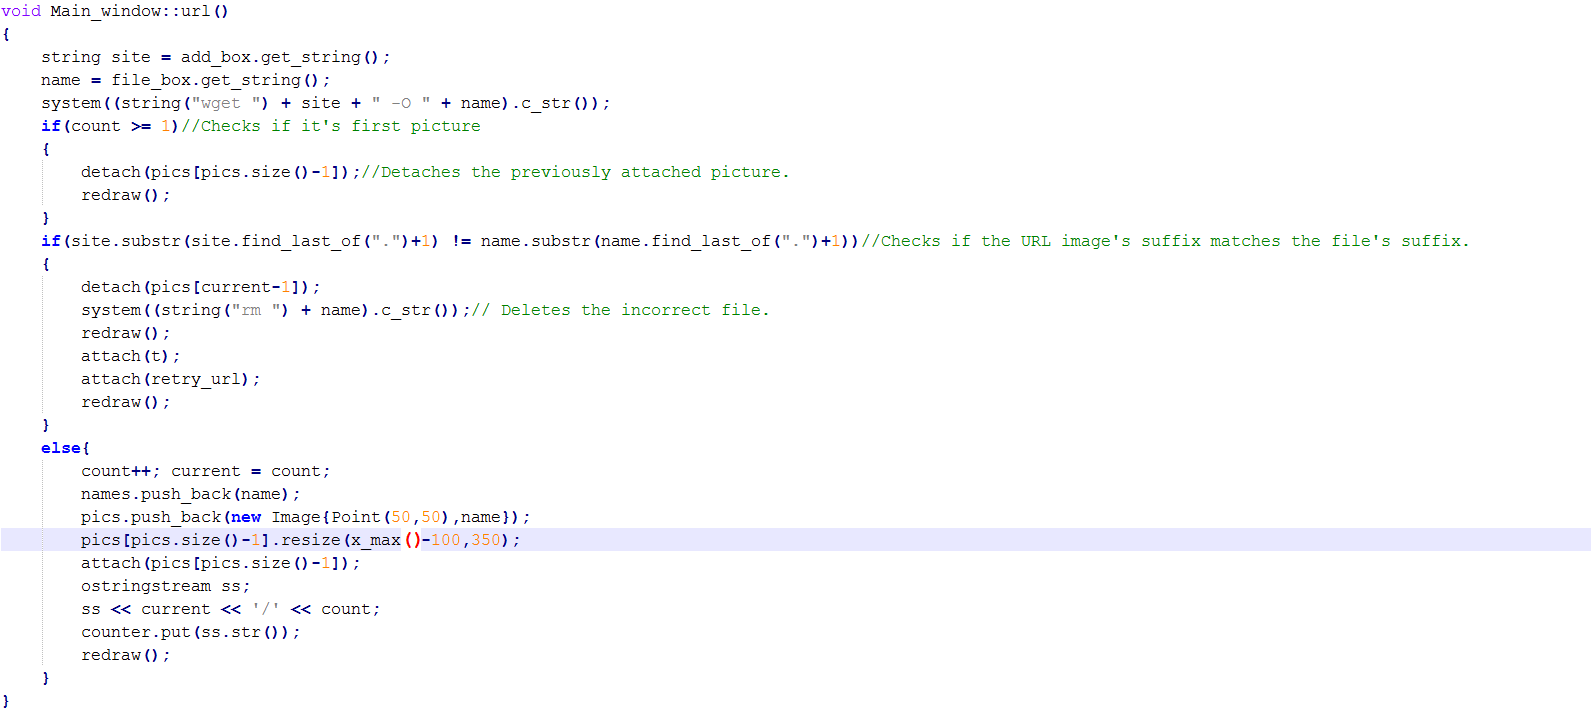 void Main_window::url()
{
    string site = add_box.get_string();
    name = file_box.get_string();
    system((string("wget ") + site + " -O " + name).c_str());
    if(count >= 1)//Checks if it's first picture
    {
        detach(pics[pics.size()-1]);//Detaches the previously attached picture.
        redraw();
    }
    if(site.substr(site.find_last_of(".")+1) != name.substr(name.find_last_of(".")+1))//Checks if the URL image's suffix matches the file's suffix.
    {
        detach(pics[current-1]);
        system((string("rm ") + name).c_str());// Deletes the incorrect file.
        redraw();
        attach(t);
        attach(retry_url);
        redraw();
    }
    else{
        count++; current = count;
        names.push_back(name);
        pics.push_back(new Image{Point(50,50),name});
        pics[pics.size()-1].resize(x_max()-100,350);
        attach(pics[pics.size()-1]);
        ostringstream ss;
        ss << current << '/' << count;
        counter.put(ss.str());
        redraw();
    }
}